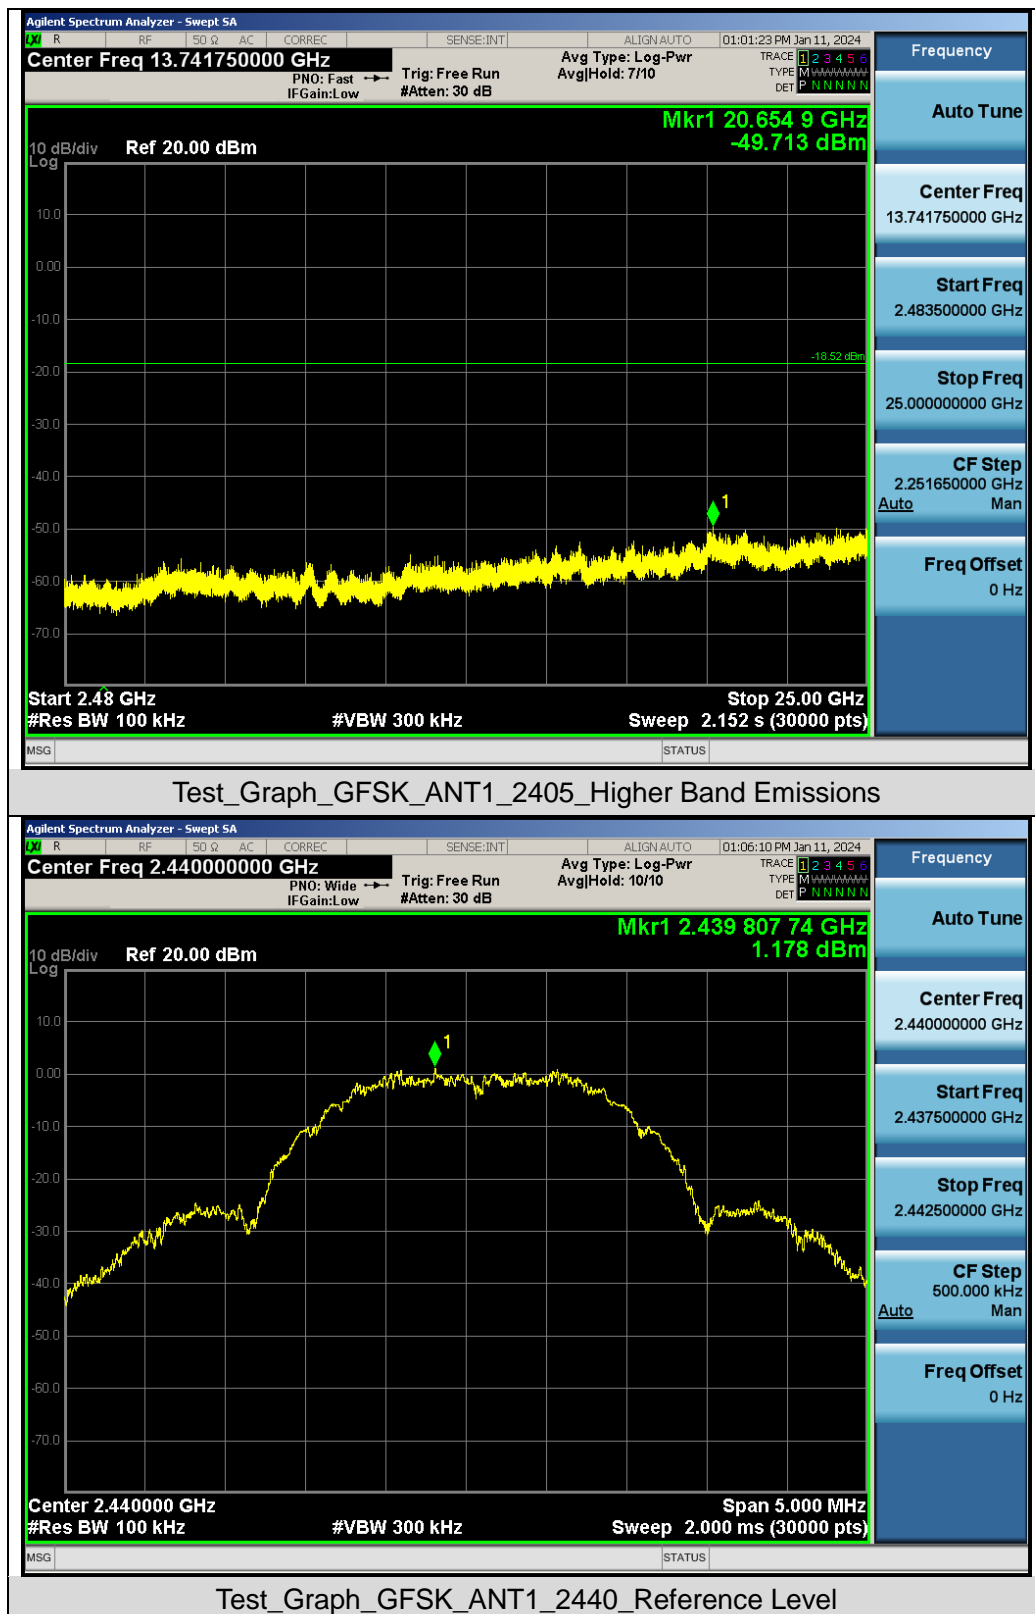 Agilent Spectrum Analyzer - Swept SA
LXI R RF 50 Ω AC CORREC SENSE:INT ALIGN AUTO 01:01:23 PM Jan 11, 2024
Center Freq 13.741750000 GHz Avg Type: Log-Pwr TRACE 1 2 3 4 5 6
PNO: Fast Trig: Free Run Avg|Hold: 7/10 TYPE M WWWWW
IFGain:Low #Atten: 30 dB DET P N N N N N
Mkr1 20.654 9 GHz
10 dB/div Ref 20.00 dBm -49.713 dBm
Log
10.0
0.00
-10.0
-18.52 dBm
-20.0
-30.0
-40.0
1
-50.0
-60.0
-70.0
Start 2.48 GHz Stop 25.00 GHz
#Res BW 100 kHz #VBW 300 kHz Sweep 2.152 s (30000 pts)
MSG STATUS
Frequency
Auto Tune
Center Freq
13.741750000 GHz
Start Freq
2.483500000 GHz
Stop Freq
25.000000000 GHz
CF Step
2.251650000 GHz
Auto Man
Freq Offset
0 Hz
Test_Graph_GFSK_ANT1_2405_Higher Band Emissions
Agilent Spectrum Analyzer - Swept SA
LXI R RF 50 Ω AC CORREC SENSE:INT ALIGN AUTO 01:06:10 PM Jan 11, 2024
Center Freq 2.440000000 GHz Avg Type: Log-Pwr TRACE 1 2 3 4 5 6
PNO: Wide Trig: Free Run Avg|Hold: 10/10 TYPE M WWWWW
IFGain:Low #Atten: 30 dB DET P N N N N N
Mkr1 2.439 807 74 GHz
10 dB/div Ref 20.00 dBm 1.178 dBm
Log
10.0
1
0.00
-10.0
-20.0
-30.0
-40.0
-50.0
-60.0
-70.0
Center 2.440000 GHz Span 5.000 MHz
#Res BW 100 kHz #VBW 300 kHz Sweep 2.000 ms (30000 pts)
MSG STATUS
Frequency
Auto Tune
Center Freq
2.440000000 GHz
Start Freq
2.437500000 GHz
Stop Freq
2.442500000 GHz
CF Step
500.000 kHz
Auto Man
Freq Offset
0 Hz
Test_Graph_GFSK_ANT1_2440_Reference Level